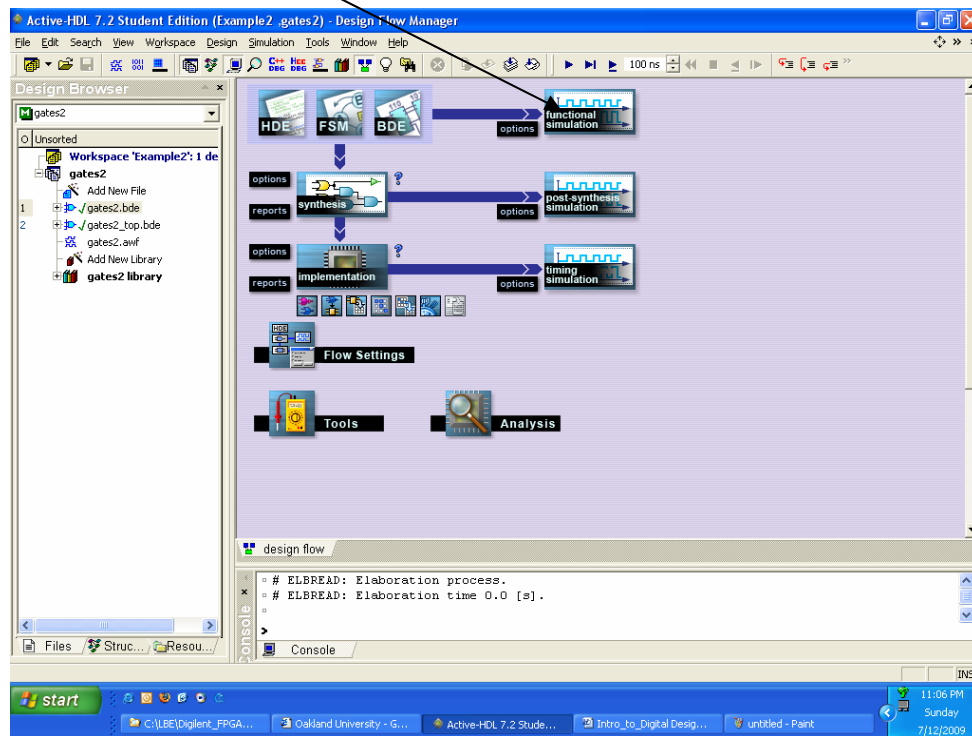 Active-HDL 7.2 Student Edition (Example2 ,gates2) - Design Flow Manager
File Edit Search View Workspace Design Simulation Tools Window Help
100 ns
Design Browser
gates2
O Unsorted
Workspace 'Example2': 1 de
gates2
Add New File
1 gates2.bde
2 gates2_top.bde
gates2.awf
Add New Library
gates2 library
Files Struc... Resou...
HDE FSM BDE
options
functional simulation
options
reports
synthesis
options
post-synthesis simulation
options
reports
implementation
options
timing simulation
Flow Settings
Tools
Analysis
design flow
# ELBREAD: Elaboration process.
# ELBREAD: Elaboration time 0.0 [s].
>
Console
Console
INS
start
C:\LBE\Digilent_FPGA...
Oakland University - G...
Active-HDL 7.2 Stude...
Intro_to_Digital Desig...
untitled - Paint
11:06 PM
Sunday
7/12/2009